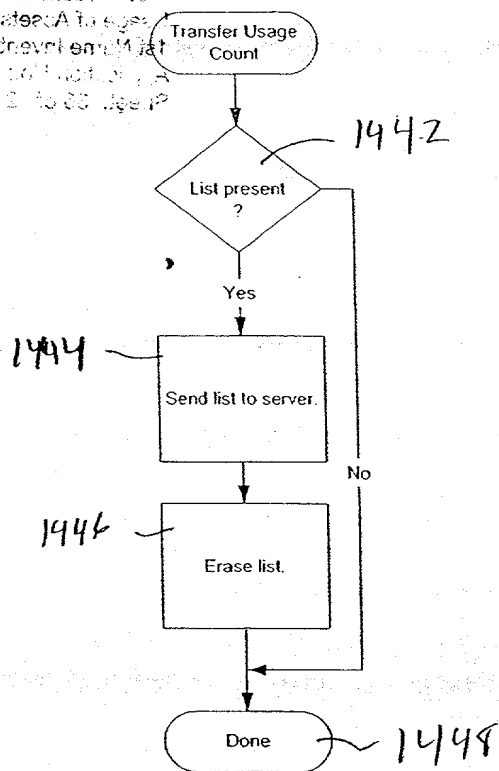 Transfer Usage
Count
1442
List present
?
Yes
1444
Send list to server.
No
1446
Erase list.
Done
1448